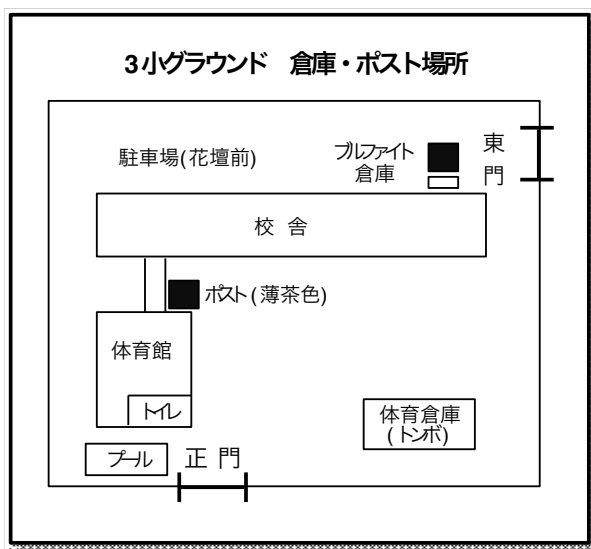 3小グラウンド　倉庫・ポスト場所
駐車場(花壇前)
ブルファイト
倉庫
東
門
校 舎
ポスト(薄茶色)
体育館
トイレ
体育倉庫
(トンボ)
プール
正 門